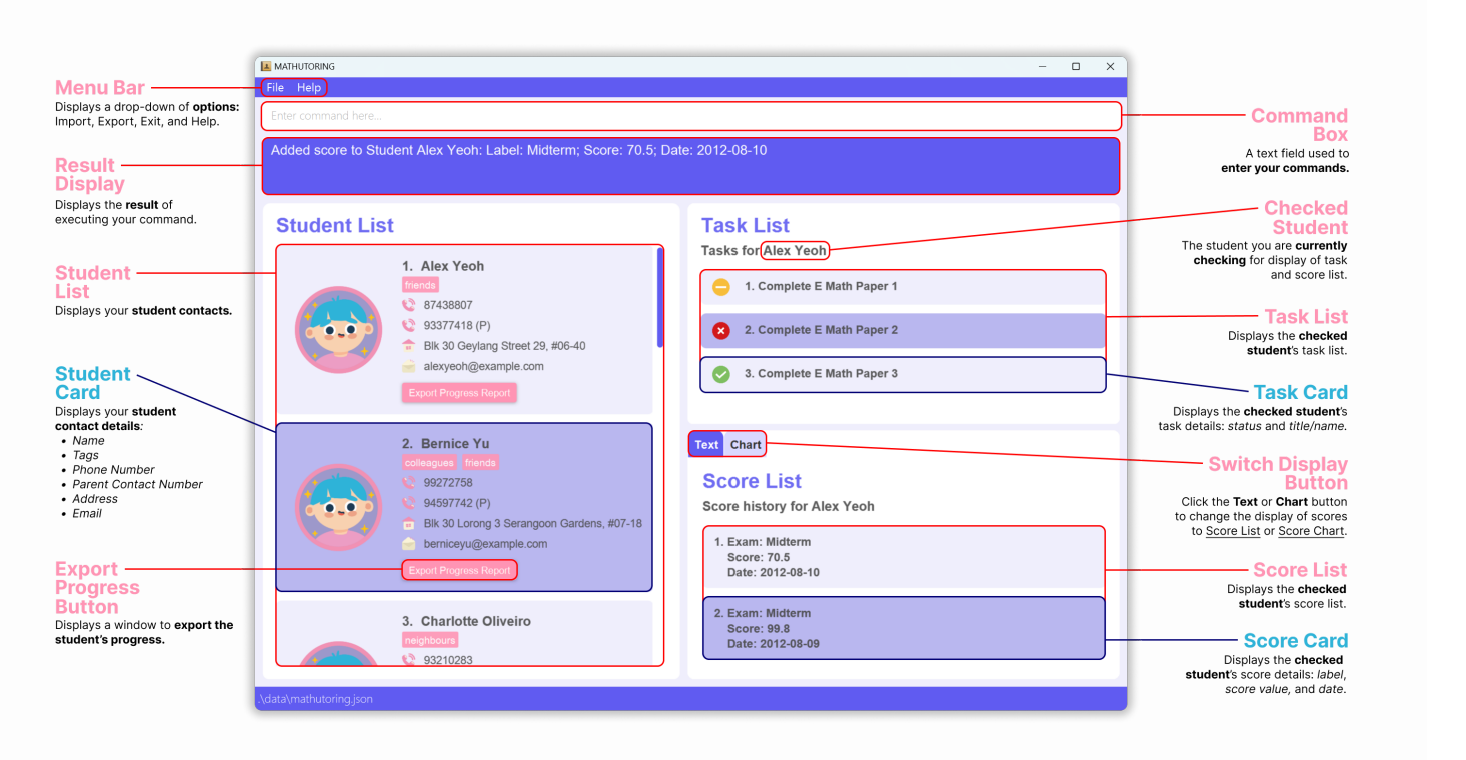 MATHUTORING
File Help
Enter command here...
Added score to Student Alex Yeoh: Label: Midterm; Score: 70.5; Date: 2012-08-10
Menu Bar
Displays a drop-down of options:
Import, Export, Exit, and Help.
Result
Display
Displays the result of
executing your command.
Student
List
Displays your student contacts.
Student
Card
Displays your student
contact details:
• Name
• Tags
• Phone Number
• Parent Contact Number
• Address
• Email
Export
Progress
Button
Displays a window to export the
student's progress.
Student List
1. Alex Yeoh
friends
87438807
93377418 (P)
Blk 30 Geylang Street 29, #06-40
alexyeoh@example.com
Export Progress Report
2. Bernice Yu
colleagues friends
99272758
94597742 (P)
Blk 30 Lorong 3 Serangoon Gardens, #07-18
berniceyu@example.com
Export Progress Report
3. Charlotte Oliveiro
neighbours
93210283
Task List
Tasks for Alex Yeoh
1. Complete E Math Paper 1
2. Complete E Math Paper 2
3. Complete E Math Paper 3
Text Chart
Score List
Score history for Alex Yeoh
1. Exam: Midterm
Score: 70.5
Date: 2012-08-10
2. Exam: Midterm
Score: 99.8
Date: 2012-08-09
.\data\mathutoring.json
Command
Box
A text field used to
enter your commands.
Checked
Student
The student you are currently
checking for display of task
and score list.
Task List
Displays the checked
student's task list.
Task Card
Displays the checked student's
task details: status and title/name.
Switch Display
Button
Click the Text or Chart button
to change the display of scores
to Score List or Score Chart.
Score List
Displays the checked
student's score list.
Score Card
Displays the checked
student's score details: label,
score value, and date.